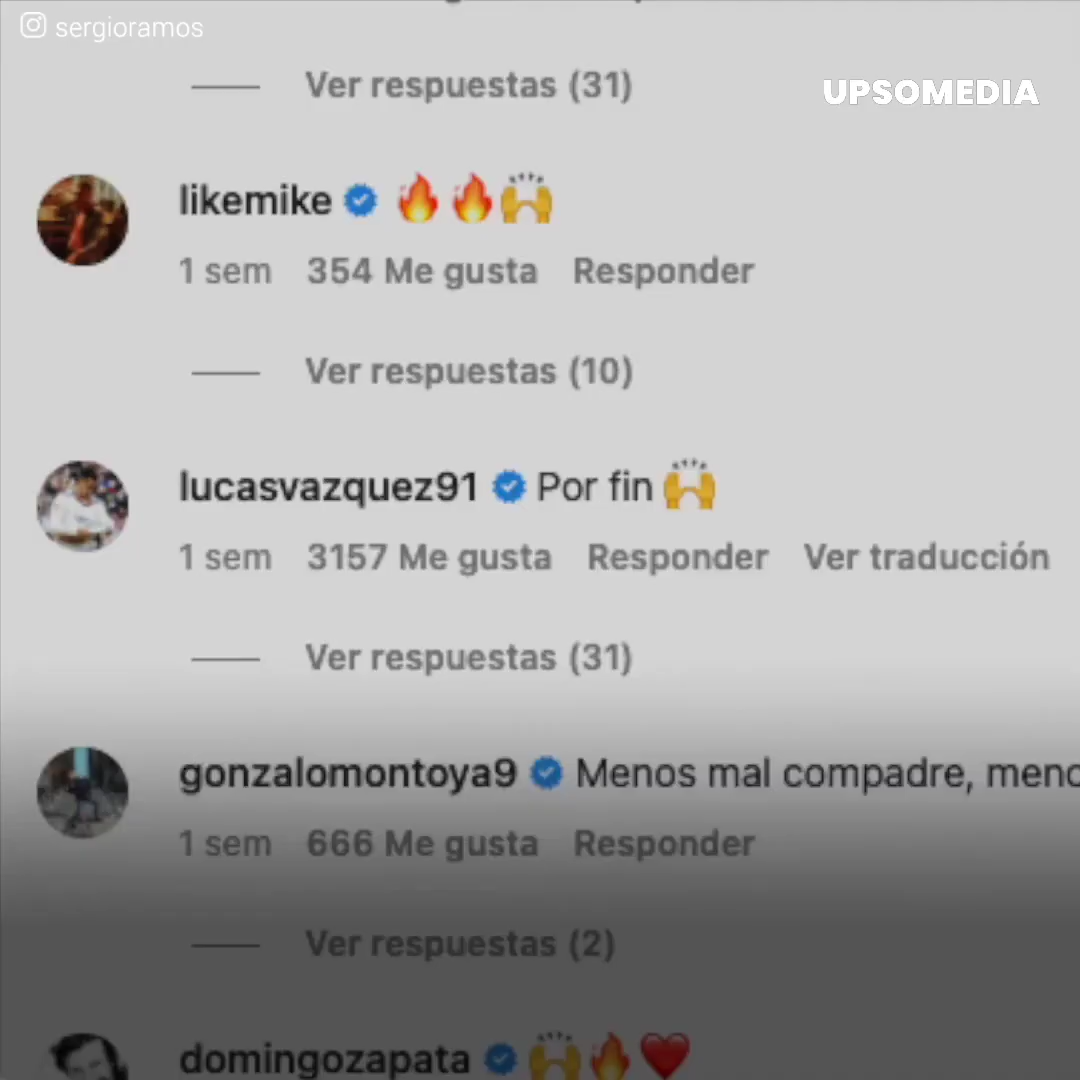 sergioramos
Ver respuestas (31)
UPSOMEDIA
likemike 🔥🔥🙌
1 sem 354 Me gusta Responder
Ver respuestas (10)
lucasvazquez91 Por fin 🙌
1 sem 3157 Me gusta Responder Ver traducción
Ver respuestas (31)
gonzalomontoya9 Menos mal compadre,
1 sem 666 Me gusta Responder
Ver respuestas (2)
domingozapata 🙌🔥❤️